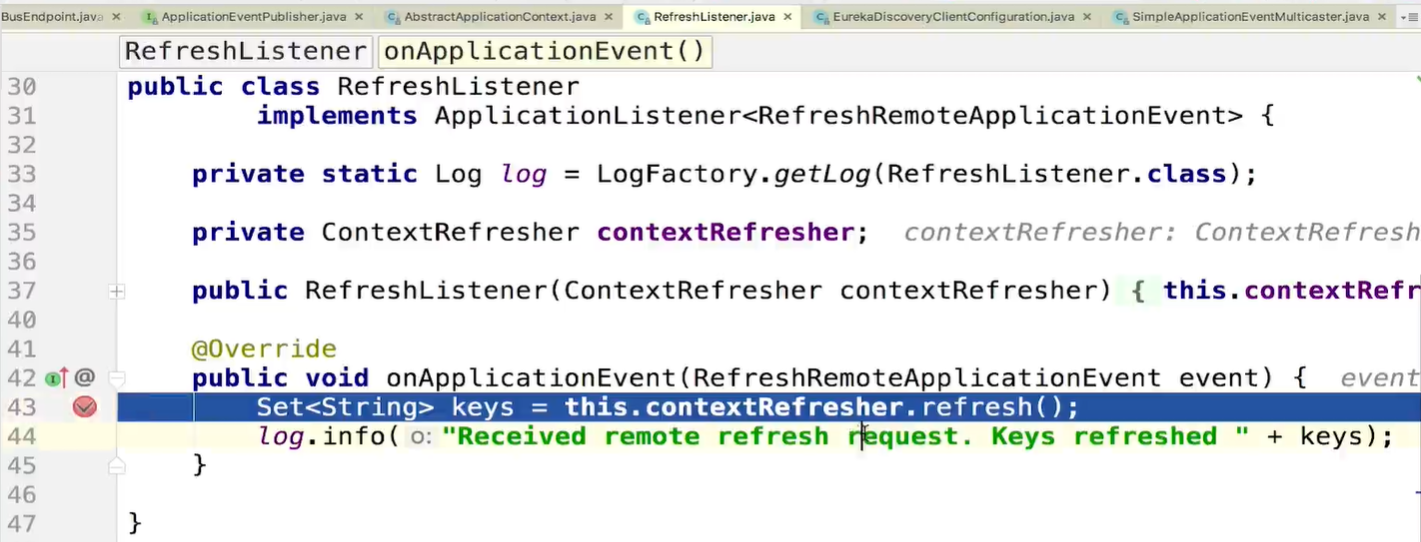 BusEndpoint.java ApplicationEventPublisher.java AbstractApplicationContext.java RefreshListener.java EurekaDiscoveryClientConfiguration.java SimpleApplicationEventMulticaster.java
RefreshListener onApplicationEvent()
30 public class RefreshListener
31 implements ApplicationListener<RefreshRemoteApplicationEvent> {
32
33 private static Log log = LogFactory.getLog(RefreshListener.class);
34
35 private ContextRefresher contextRefresher; contextRefresher: ContextRefresh
36
37 public RefreshListener(ContextRefresher contextRefresher) { this.contextRefr
40
41 @Override
42 @ public void onApplicationEvent(RefreshRemoteApplicationEvent event) { event
43 Set<String> keys = this.contextRefresher.refresh();
44 log.info( o: "Received remote refresh request. Keys refreshed " + keys);
45 }
46
47 }